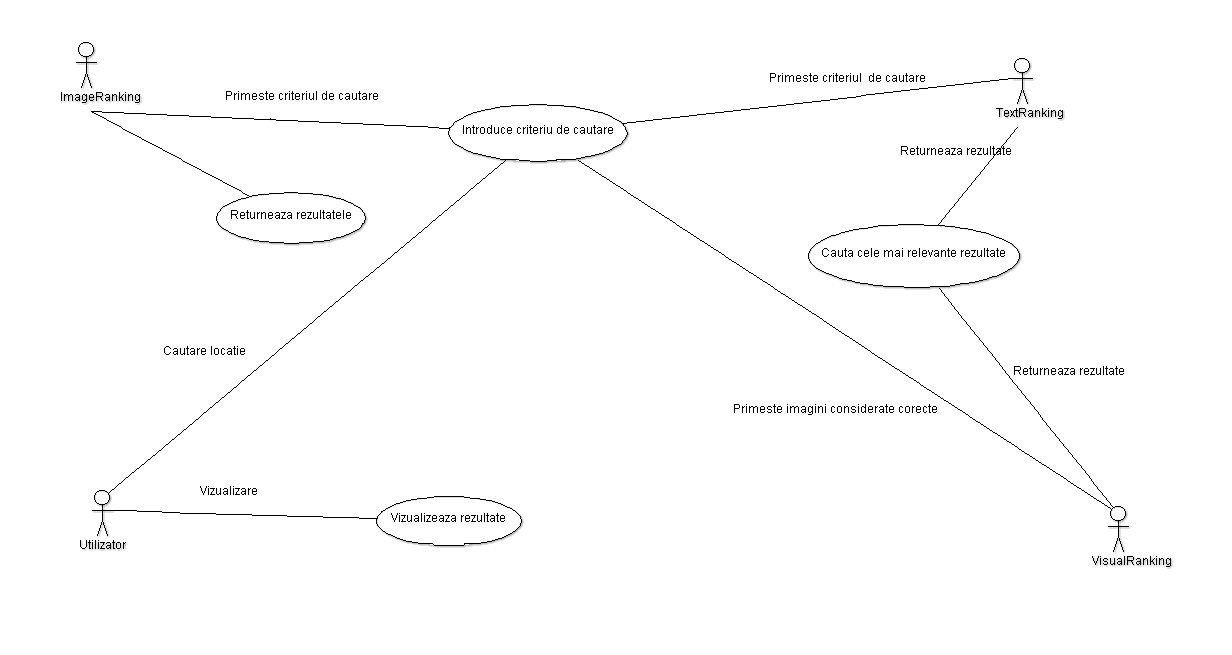 ImageRanking
Primeste criteriul de cautare
Primeste criteriul  de cautare
TextRanking
Introduce criteriu de cautare
Returneaza rezultate
Returneaza rezultatele
Cauta cele mai relevante rezultate
Cautare locatie
Returneaza rezultate
Primeste imagini considerate corecte
Vizualizare
Vizualizeaza rezultate
Utilizator
VisualRanking